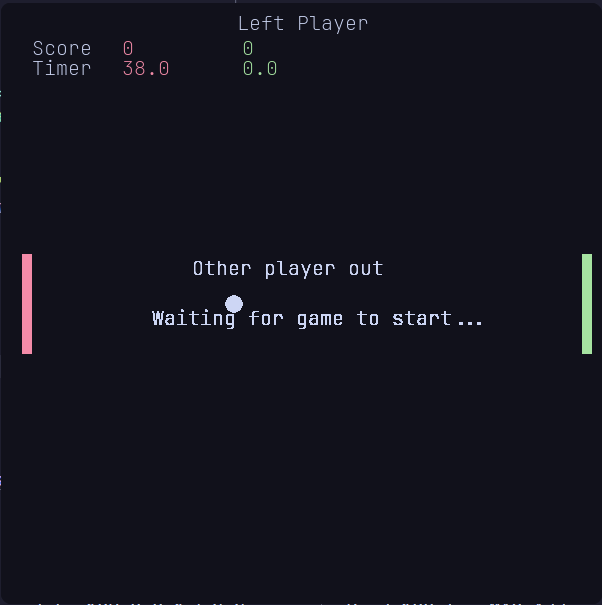 Left Player
Score 0 0
Timer 38.0 0.0
Other player out
Waiting for game to start...